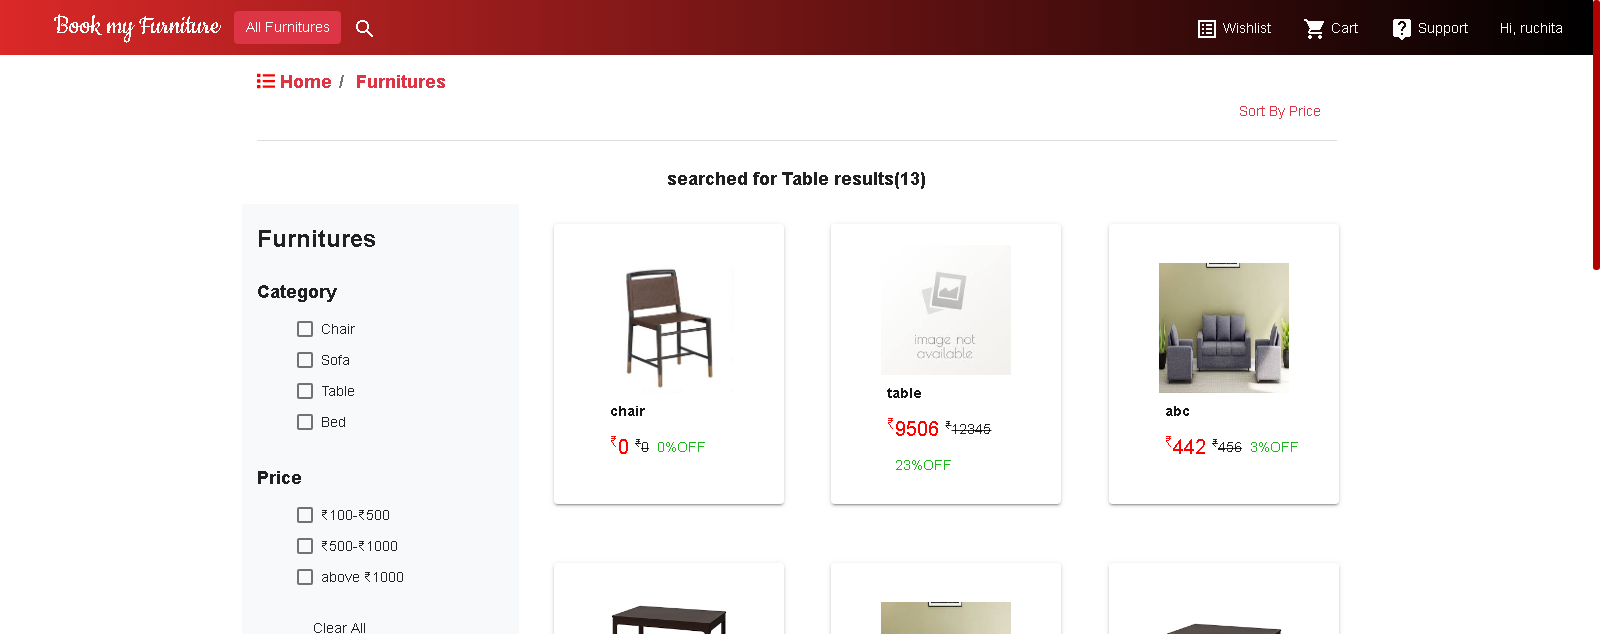 Book my Furniture
All Furnitures
Wishlist
Cart
Support
Hi, ruchita
Home / Furnitures
Sort By Price
searched for Table results(13)
Furnitures
Category
Chair
Sofa
Table
Bed
Price
₹100-₹500
₹500-₹1000
above ₹1000
Clear All
chair
₹0 ₹0 0%OFF
image not
available
table
₹9506 ₹12345
23%OFF
abc
₹442 ₹456 3%OFF